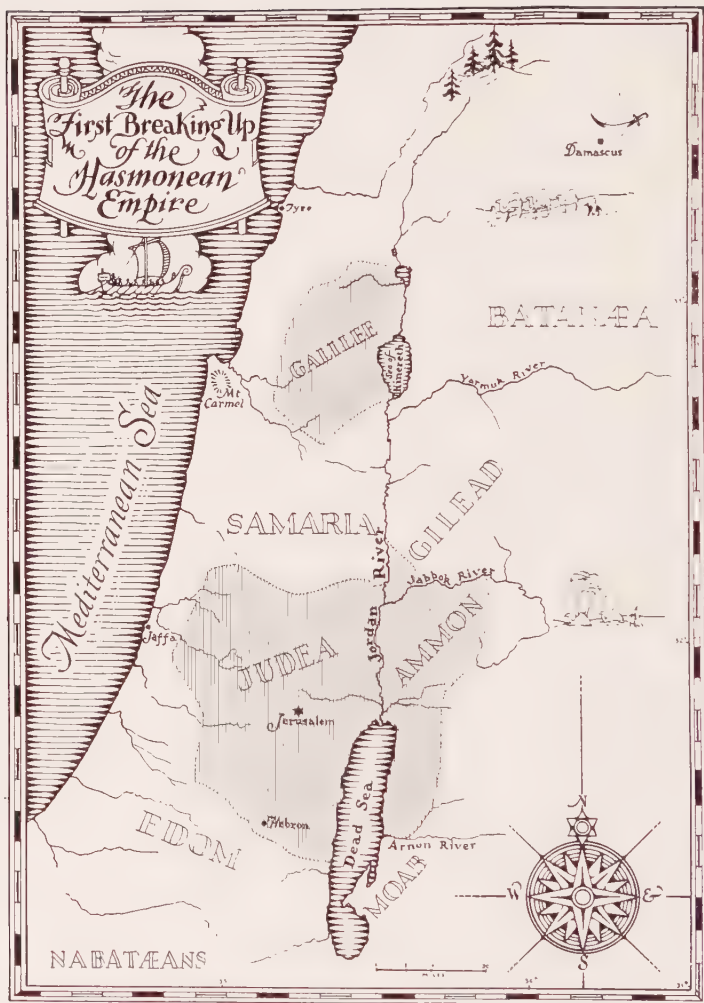 The
First Breaking Up
of the
Hasmonean
Empire
Damascus
Tyre
BATANÆA
GALILEE
Sea of
Kinereth
Yarmuk River
Mt
Carmel
Mediterranean Sea
GILEAD
SAMARIA
Jabbok River
Jordan River
AMMON
Jaffa
JUDEA
Jerusalem
Dead Sea
N
Hebron
EDOM
Arnon River
MOAB
W
E
S
NABATÆANS